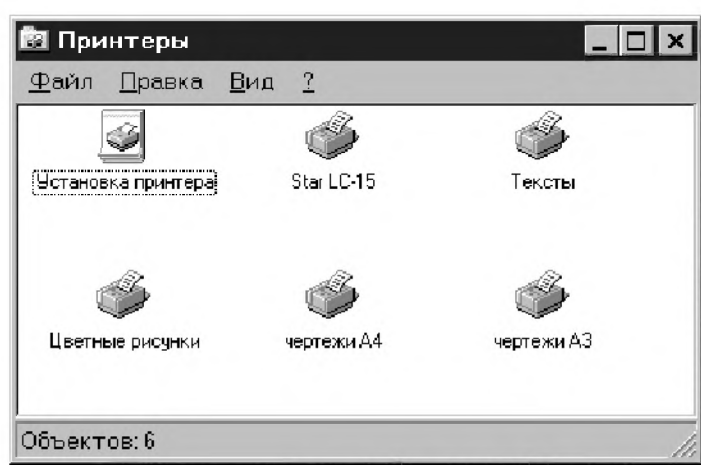 Принтеры
Файл Правка Вид ?
Установка принтера Star LC-15 Тексты
Цветные рисунки чертежи А4 чертежи А3
Объектов: 6